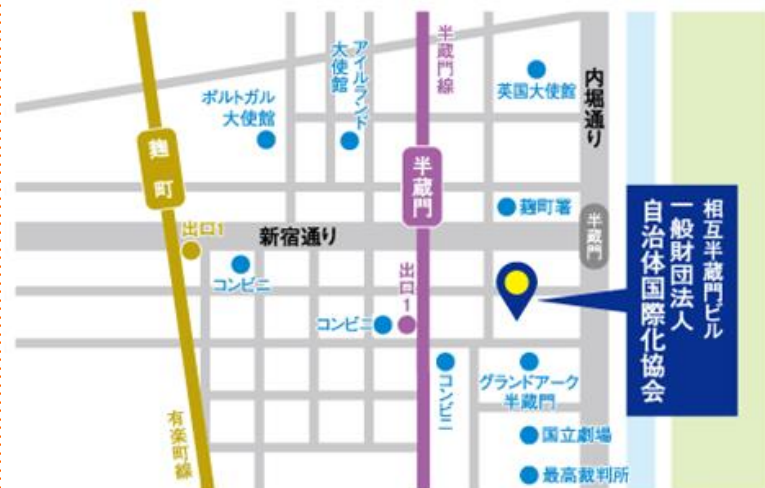 半蔵門線
アイルランド
大使館
英国大使館
内堀通り
ポルトガル
大使館
麹町
半蔵門
相互半蔵門ビル
一般財団法人
自治体国際化協会
麹町署
半蔵門
出口1
新宿通り
コンビニ
出口1
コンビニ
コンビニ
グランドアーク
半蔵門
有楽町線
国立劇場
最高裁判所